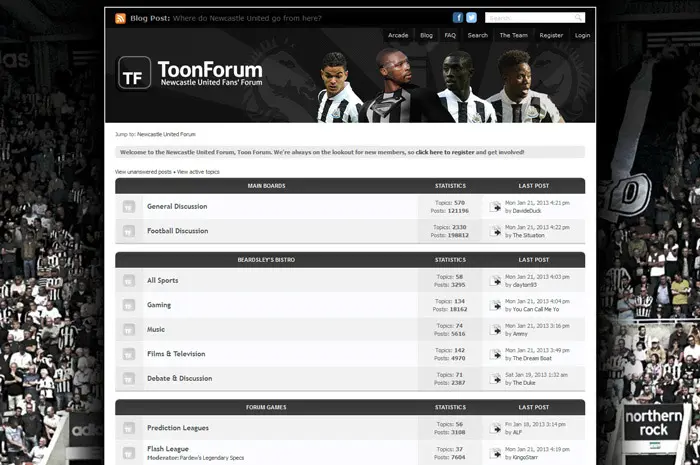 Blog Post: Where do Newcastle United go from here?
Search
Arcade Blog FAQ Search The Team Register Login
TF
ToonForum
Newcastle United Fans' Forum
Jump to: Newcastle United Forum
Welcome to the Newcastle United Forum, Toon Forum. We're always on the lookout for new members, so click here to register and get involved!
View unanswered posts • View active topics
MAIN BOARDS STATISTICS LAST POST
General Discussion
Topics: 570
Posts: 121196
Mon Jan 21, 2013 4:21 pm
by DavideDuck
Football Discussion
Topics: 2330
Posts: 198812
Mon Jan 21, 2013 4:22 pm
by The Situation
BEARDSLEY'S BISTRO STATISTICS LAST POST
All Sports
Topics: 58
Posts: 3295
Mon Jan 21, 2013 4:03 pm
by clayton93
Gaming
Topics: 134
Posts: 18162
Mon Jan 21, 2013 4:04 pm
by You Can Call Me Yo
Music
Topics: 74
Posts: 5616
Mon Jan 21, 2013 3:16 pm
by Ammy
Films & Television
Topics: 142
Posts: 4970
Mon Jan 21, 2013 3:49 pm
by The Dream Boat
Debate & Discussion
Topics: 71
Posts: 2387
Sat Jan 19, 2013 1:32 am
by The Duke
FORUM GAMES STATISTICS LAST POST
Prediction Leagues
Topics: 56
Posts: 3108
Fri Jan 18, 2013 3:14 pm
by ALF
Flash League
Moderator: Pardew's Legendary Specs
Topics: 37
Posts: 7604
Mon Jan 21, 2013 4:19 pm
by KingoStarr
northern
rock